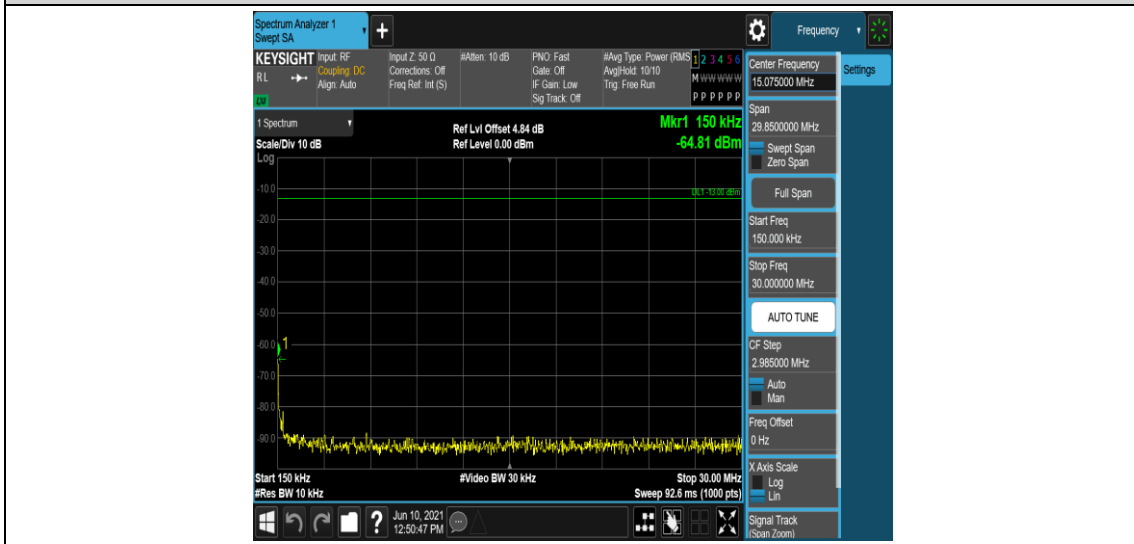 Spectrum Analyzer 1
Swept SA
Frequency
KEYSIGHT
RL
LXI
Input: RF
Coupling: DC
Align: Auto
Input Z: 50 Ω
Corrections: Off
Freq Ref: Int (S)
#Atten: 10 dB
PNO: Fast
Gate: Off
IF Gain: Low
Sig Track: Off
#Avg Type: Power (RMS
Avg|Hold: 10/10
Trig: Free Run
1 2 3 4 5 6
M W W W W W
P P P P P P
Center Frequency
15.075000 MHz
Settings
1 Spectrum
Scale/Div 10 dB
Log
Ref Lvl Offset 4.84 dB
Ref Level 0.00 dBm
Mkr1 150 kHz
-64.81 dBm
Span
29.8500000 MHz
Swept Span
Zero Span
Full Span
Start Freq
150.000 kHz
Stop Freq
30.000000 MHz
AUTO TUNE
CF Step
2.985000 MHz
Auto
Man
Freq Offset
0 Hz
X Axis Scale
Log
Lin
Signal Track
(Span Zoom)
DL1 -13.00 dBm
-10.0
-20.0
-30.0
-40.0
-50.0
-60.0
1
-70.0
-80.0
-90.0
Start 150 kHz
#Video BW 30 kHz
Stop 30.00 MHz
#Res BW 10 kHz
Sweep 92.6 ms (1000 pts)
?
Jun 10, 2021
12:50:47 PM